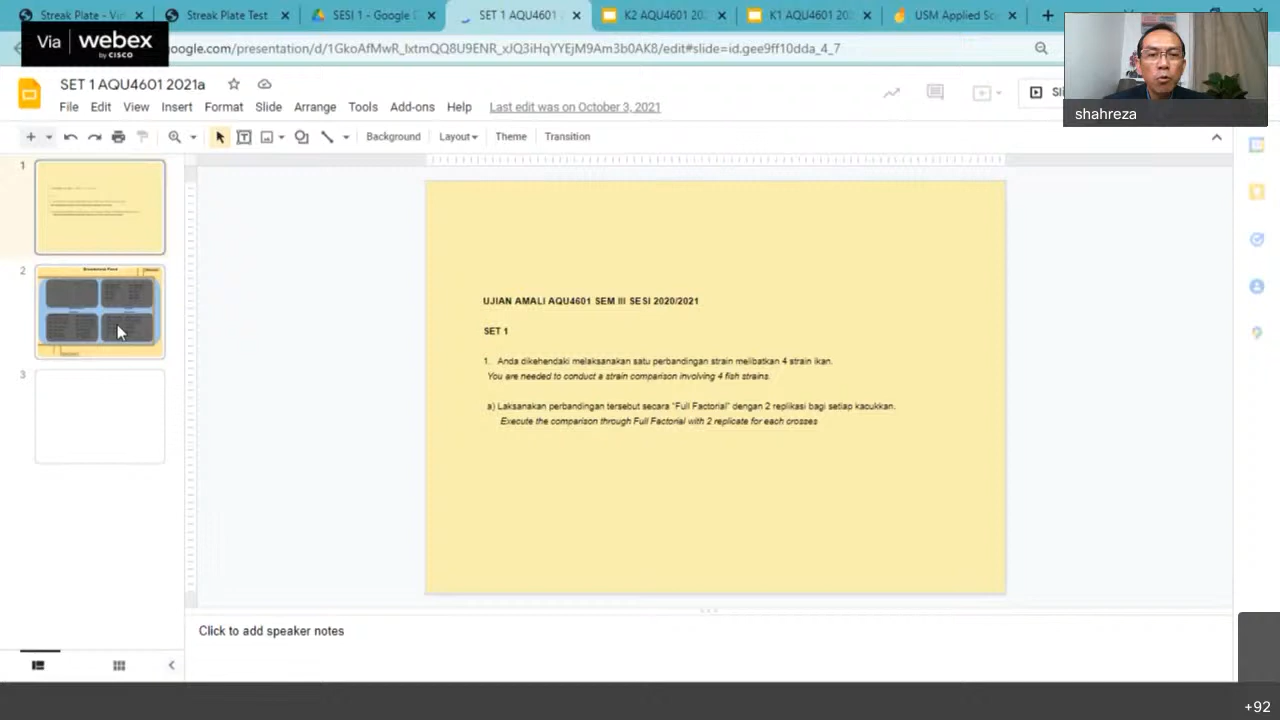 Streak Plate - Vi
Streak Plate Test
SESI 1 - Google D
SET 1 AQU4601
K2 AQU4601 202
K1 AQU4601 202
USM Applied Sc
Via webex
by CISCO
google.com/presentation/d/1GkoAfMwR_IxtmQQ8U9ENR_xJQ3iHqYYEjM9Am3b0AK8/edit#slide=id.gee9ff10dda_4_7
SET 1 AQU4601 2021a
File Edit View Insert Format Slide Arrange Tools Add-ons Help Last edit was on October 3, 2021
shahreza
Background Layout Theme Transition
1
2
3
UJIAN AMALI AQU4601 SEM III SESI 2020/2021
SET 1
1. Anda dikehendaki melaksanakan satu perbandingan strain melibatkan 4 strain ikan.
You are needed to conduct a strain comparison involving 4 fish strains.
a) Laksanakan perbandingan tersebut secara "Full Factorial" dengan 2 replikasi bagi setiap kacukkan.
Execute the comparison through Full Factorial with 2 replicate for each crosses
Click to add speaker notes
+92